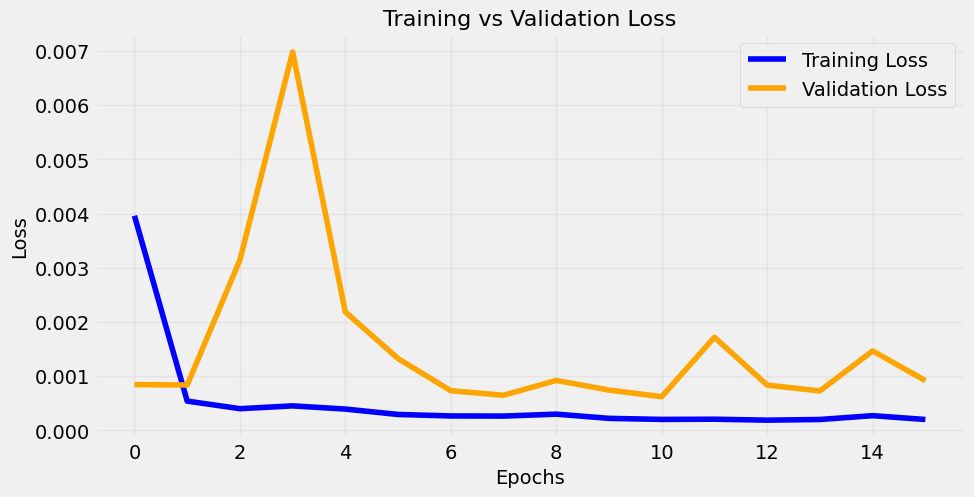 Training vs Validation Loss
Training Loss
Validation Loss
0.007
0.006
0.005
0.004
0.003
0.002
0.001
0.000
Loss
0 2 4 6 8 10 12 14
Epochs